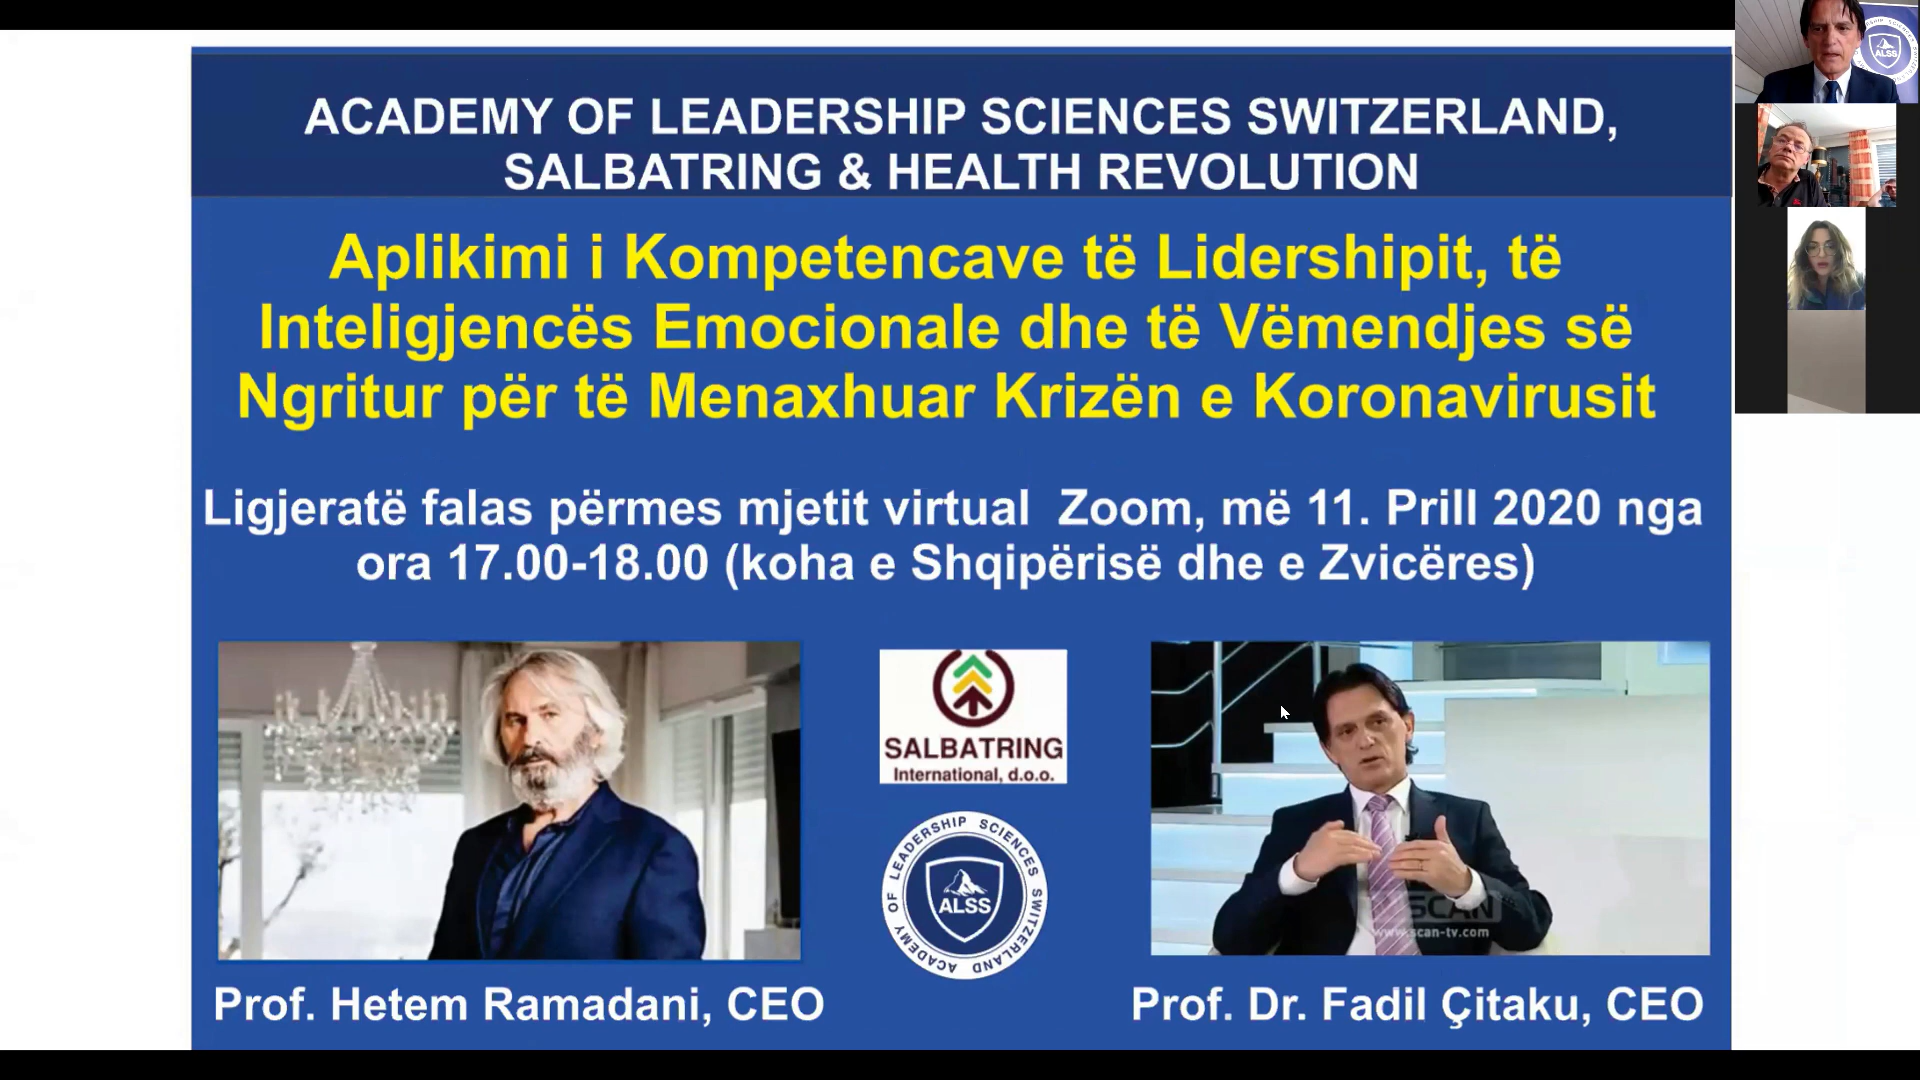 ACADEMY OF LEADERSHIP SCIENCES SWITZERLAND,
SALBATRING & HEALTH REVOLUTION
Aplikimi i Kompetencave të Lidershipit, të
Inteligjencës Emocionale dhe të Vëmendjes së
Ngritur për të Menaxhuar Krizën e Koronavirusit
Ligjeratë falas përmes mjetit virtual Zoom, më 11. Prill 2020 nga
ora 17.00-18.00 (koha e Shqipërisë dhe e Zvicëres)
SALBATRING
International, d.o.o.
ACADEMY OF LEADERSHIP SCIENCES SWITZERLAND
ALSS
SCAN
www.scan-tv.com
Prof. Hetem Ramadani, CEO
Prof. Dr. Fadil Çitaku, CEO
ALSS